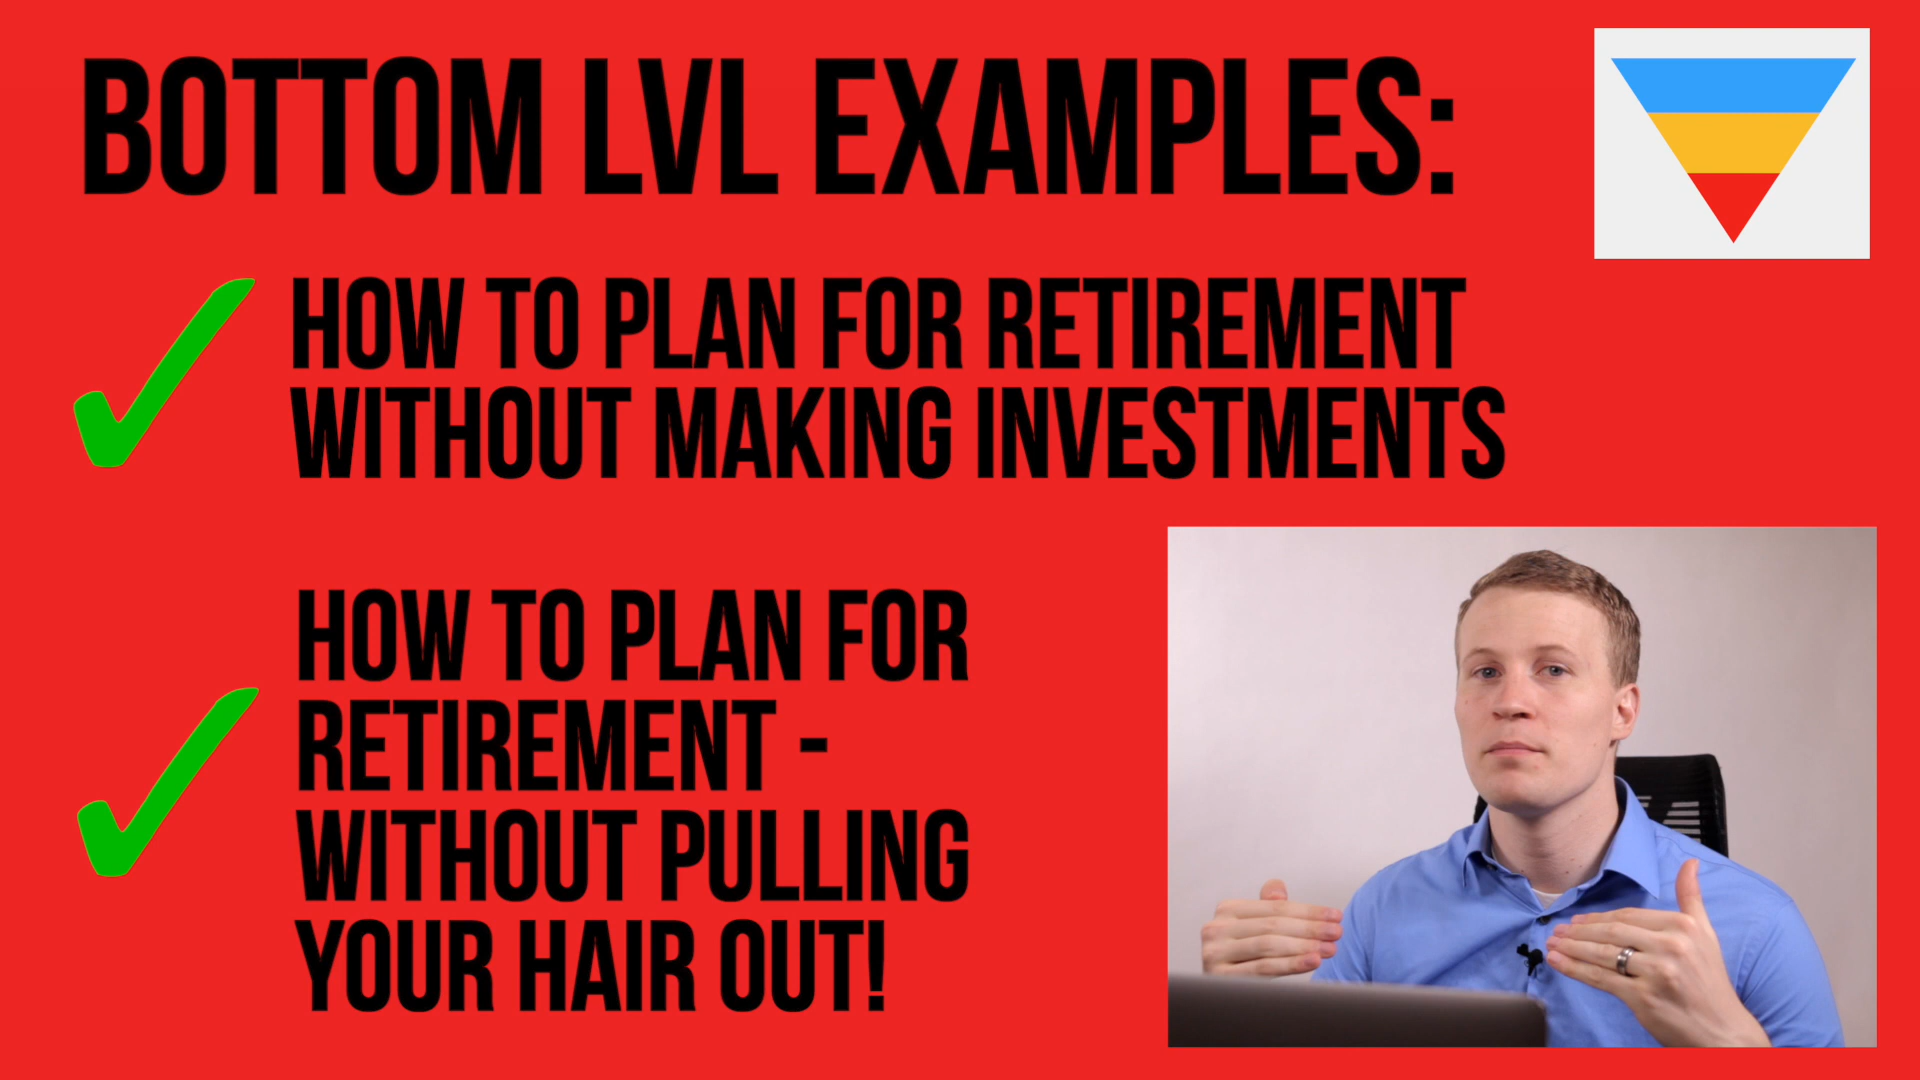 BOTTOM LVL EXAMPLES:
HOW TO PLAN FOR RETIREMENT
WITHOUT MAKING INVESTMENTS
HOW TO PLAN FOR
RETIREMENT -
WITHOUT PULLING
YOUR HAIR OUT!